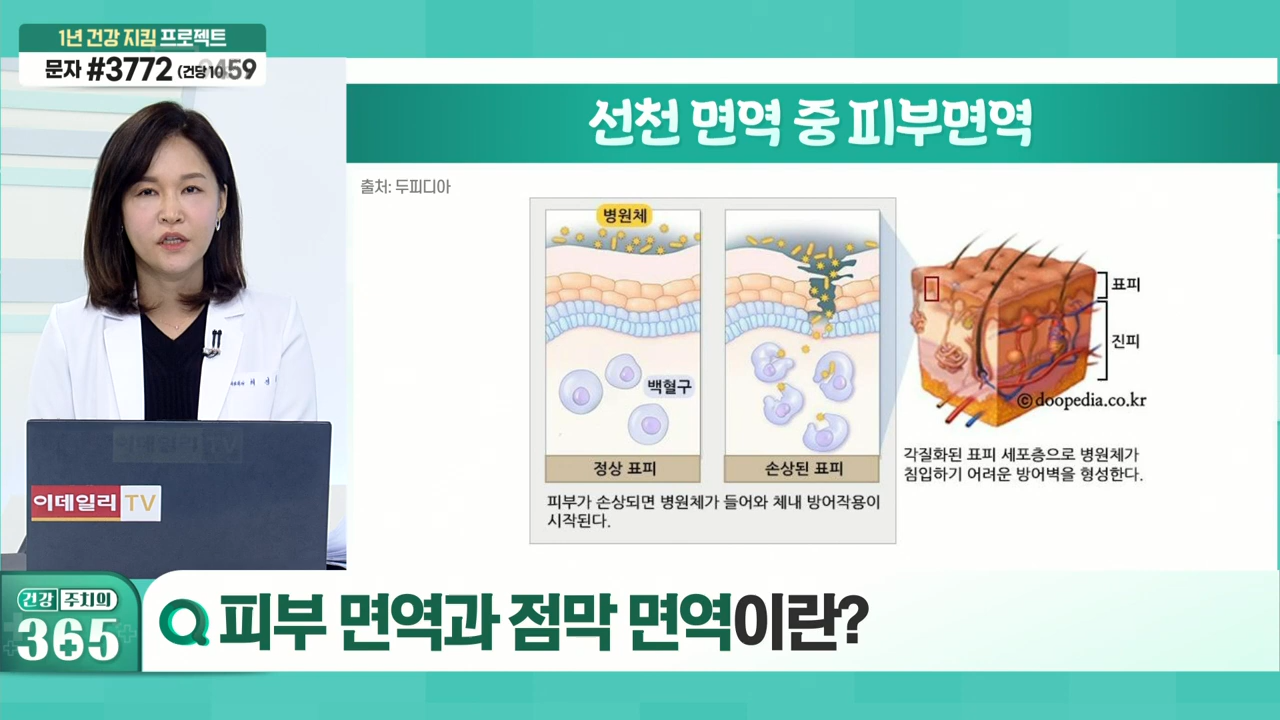 1년 건강 지킴 프로젝트
문자 #3772
선천 면역 중 피부면역
출처: 두피디아
병원체
백혈구
정상 표피
손상된 표피
피부가 손상되면 병원체가 들어와 체내 방어작용이
시작된다.
표피
진피
ⓒ doopedia.co.kr
각질화된 표피 세포층으로 병원체가
침입하기 어려운 방어벽을 형성한다.
이데일리 TV
이데일리 TV
건강 주치의
365
Q 피부 면역과 점막 면역이란?